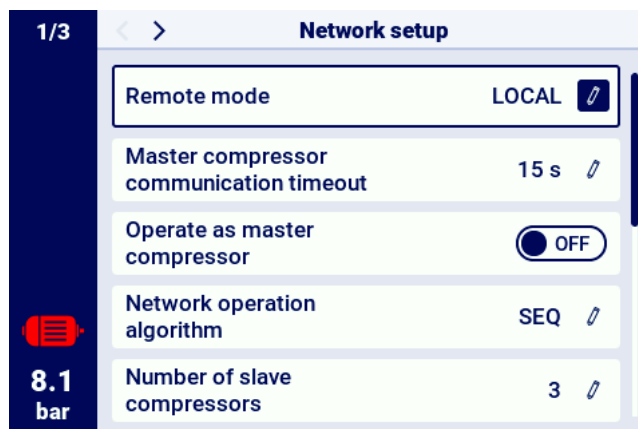 1/3
Network setup
Remote mode
LOCAL
Master compressor
communication timeout
15 s
Operate as master
compressor
OFF
Network operation
algorithm
SEQ
Number of slave
compressors
3
8.1
bar